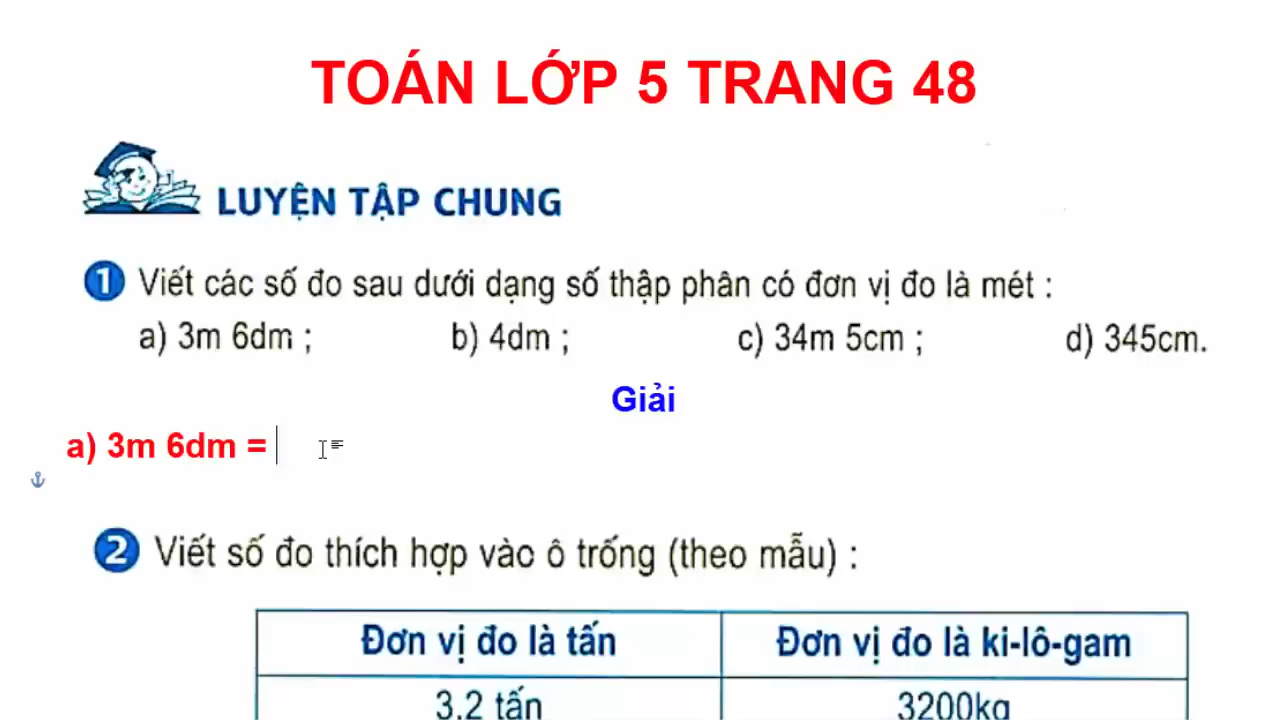 TOÁN LỚP 5 TRANG 48
LUYỆN TẬP CHUNG
1 Viết các số đo sau dưới dạng số thập phân có đơn vị đo là mét :
a) 3m 6dm ; b) 4dm ; c) 34m 5cm ; d) 345cm.
Giải
a) 3m 6dm =
2 Viết số đo thích hợp vào ô trống (theo mẫu) :
Đơn vị đo là tấn Đơn vị đo là ki-lô-gam
3,2 tấn 3200kg